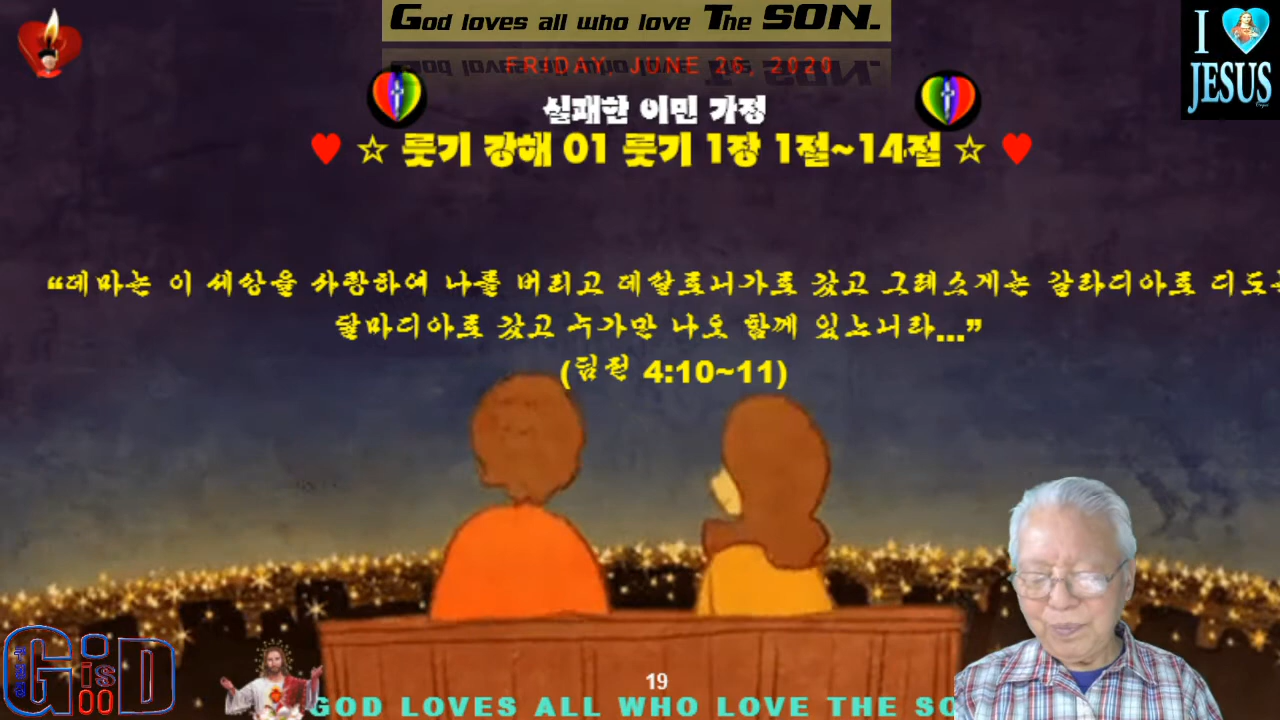 God loves all who love The SON.
I
JESUS
FRIDAY, JUNE 26, 2020
실패한 이민 가정
♥ ☆ 룻기 강해 01 룻기 1장 1절~14절 ☆ ♥
“데마는 이 세상을 사랑하여 나를 버리고 데살로니가로 갔고 그레스게는 갈라디아로 디도는
달마디아로 갔고 누가만 나오 함께 있느니라...”
(딤전 4:10~11)
GisD
19
GOD LOVES ALL WHO LOVE THE SO